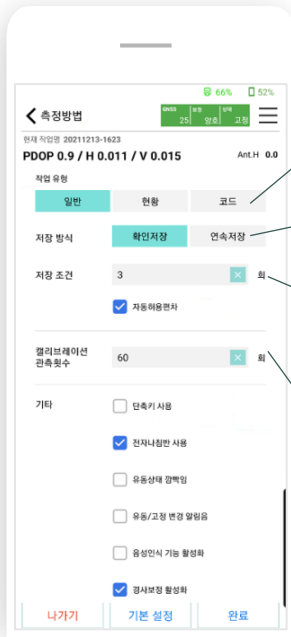 66% 52%
측정방법
GNSS 보정 상태
25 양호 고정
현재 작업명 20211213-1623
PDOP 0.9 / H 0.011 / V 0.015 Ant.H 0.0
작업 유형
일반 현황 코드
저장 방식 확인저장 연속저장
저장 조건 3 회
자동허용편차
캘리브레이션
관측횟수 60 회
기타 단축키 사용
전자나침반 사용
유동상태 깜빡임
유동/고정 변경 알림음
음성인식 기능 활성화
경사보정 활성화
나가기 기본 설정 완료